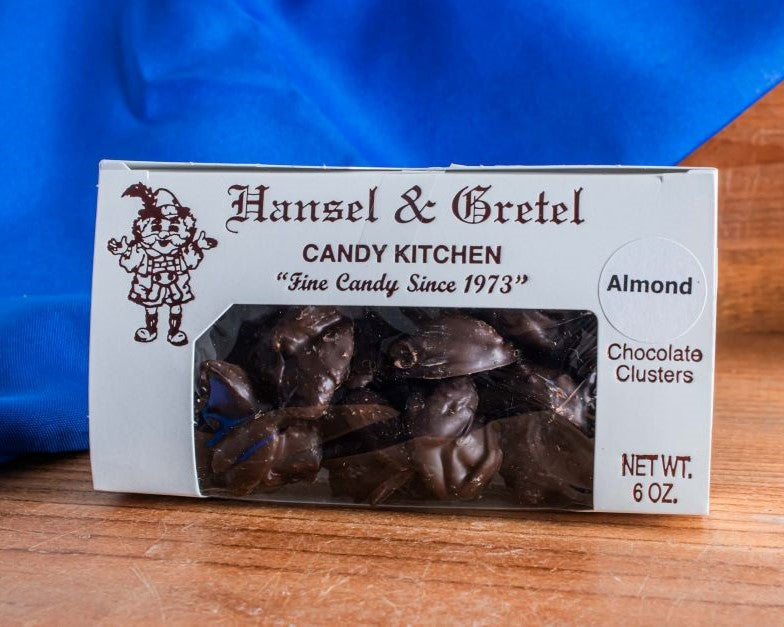 Hansel & Gretel
CANDY KITCHEN
“Fine Candy Since 1973”
Almond
Chocolate
Clusters
NET WT.
6 OZ.